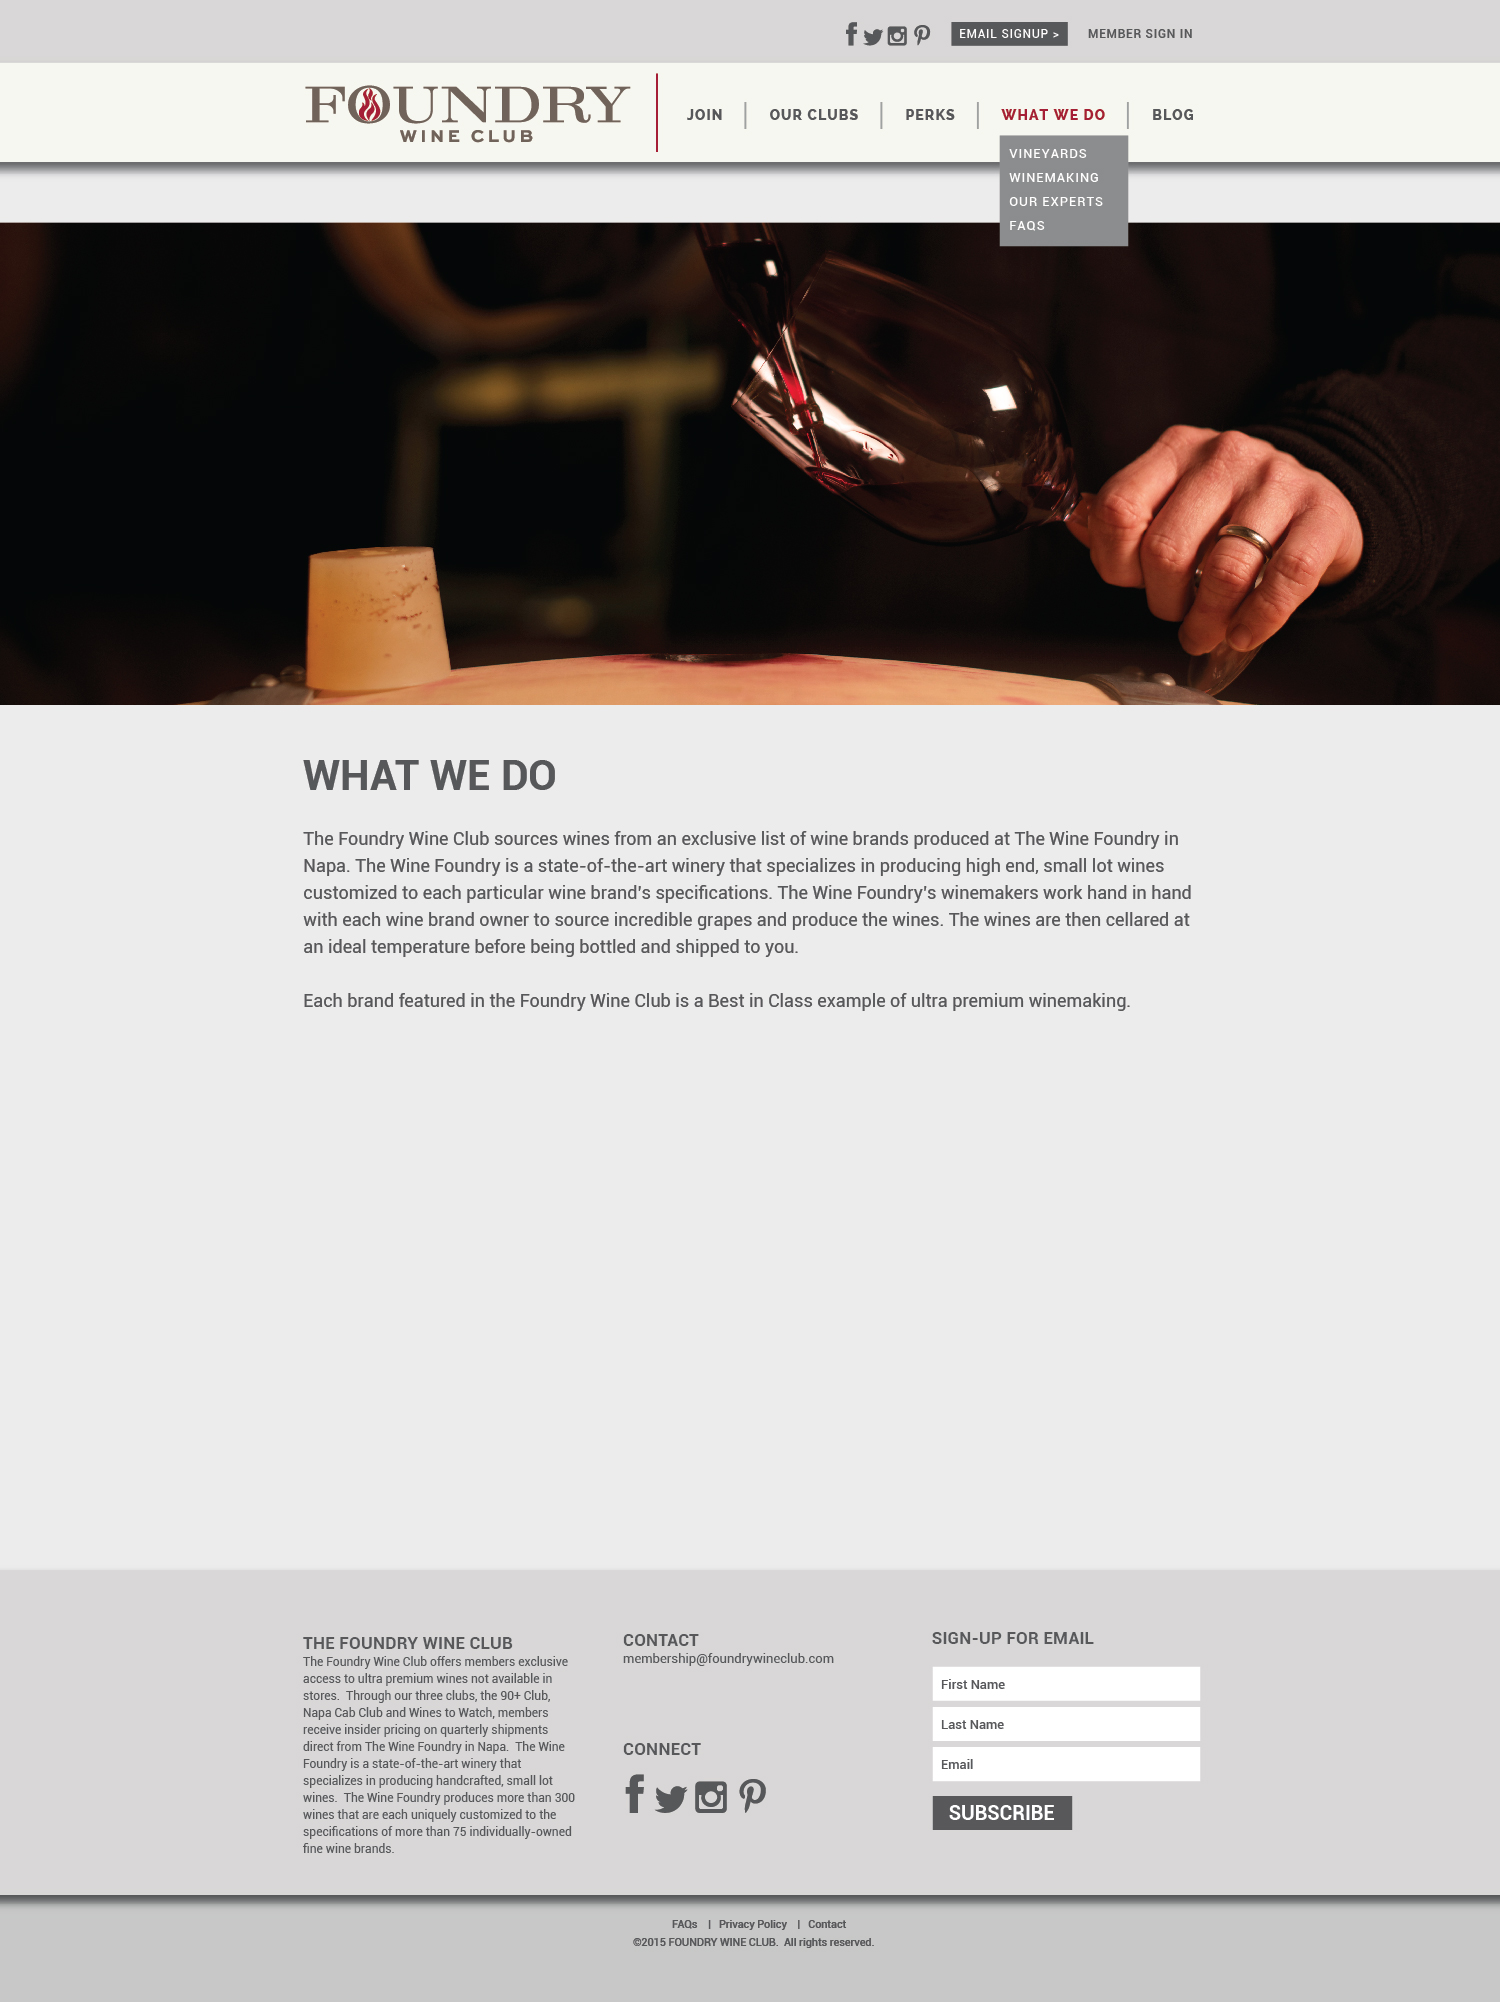 EMAIL SIGNUP >
MEMBER SIGN IN
FOUNDRY
WINE CLUB
JOIN
OUR CLUBS
PERKS
WHAT WE DO
BLOG
VINEYARDS
WINEMAKING
OUR EXPERTS
FAQS
WHAT WE DO
The Foundry Wine Club sources wines from an exclusive list of wine brands produced at The Wine Foundry in
Napa. The Wine Foundry is a state-of-the-art winery that specializes in producing high end, small lot wines
customized to each particular wine brand's specifications. The Wine Foundry's winemakers work hand in hand
with each wine brand owner to source incredible grapes and produce the wines. The wines are then cellared at
an ideal temperature before being bottled and shipped to you.
Each brand featured in the Foundry Wine Club is a Best in Class example of ultra premium winemaking.
THE FOUNDRY WINE CLUB
The Foundry Wine Club offers members exclusive
access to ultra premium wines not available in
stores. Through our three clubs, the 90+ Club,
Napa Cab Club and Wines to Watch, members
receive insider pricing on quarterly shipments
direct from The Wine Foundry in Napa. The Wine
Foundry is a state-of-the-art winery that
specializes in producing handcrafted, small lot
wines. The Wine Foundry produces more than 300
wines that are each uniquely customized to the
specifications of more than 75 individually-owned
fine wine brands.
CONTACT
membership@foundrywineclub.com
CONNECT
SIGN-UP FOR EMAIL
First Name
Last Name
Email
SUBSCRIBE
FAQs | Privacy Policy | Contact
©2015 FOUNDRY WINE CLUB. All rights reserved.